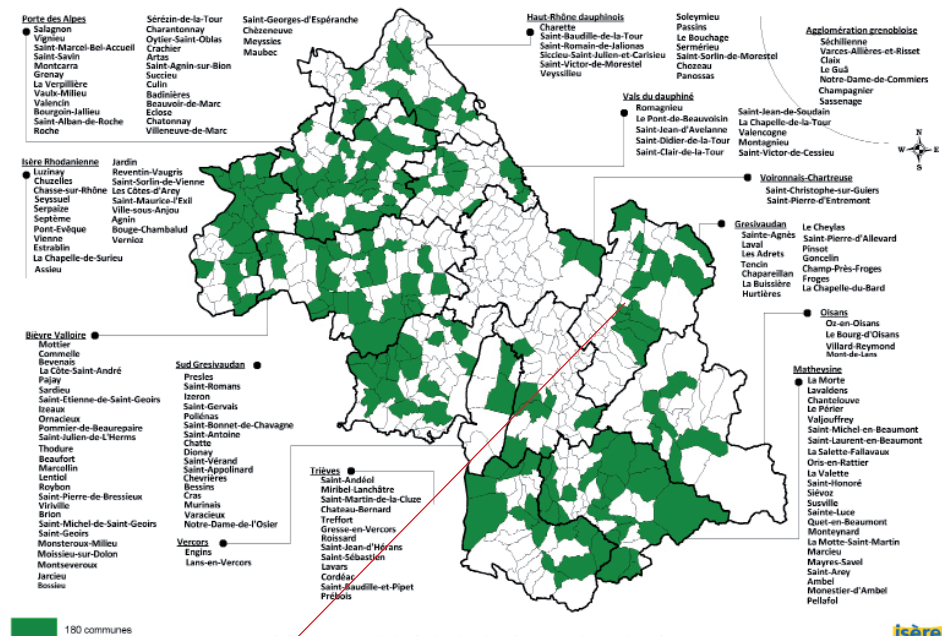 Porte des Alpes
Salagnon
Vignieu
Saint-Marcel-Bel-Accueil
Saint-Savin
Montcarra
Grenay
La Verpillière
Vaulx-Milieu
Valencin
Bourgoin-Jallieu
Saint-Alban-de-Roche
Roche
Sérézin-de-la-Tour
Charantonnay
Oytier-Saint-Oblas
Crachier
Artas
Saint-Agnin-sur-Bion
Succieu
Culin
Badinières
Beauvoir-de-Marc
Eclose
Chatonnay
Villeneuve-de-Marc
Saint-Georges-d'Espéranche
Chèzeneuve
Meyssies
Maubec
Haut-Rhône dauphinois
Charette
Saint-Baudille-de-la-Tour
Saint-Romain-de-Jalionas
Siccieu-Saint-Julien-et-Carisieu
Saint-Victor-de-Morestel
Veyssilieu
Soleymieu
Passins
Le Bouchage
Sermérieu
Saint-Sorlin-de-Morestel
Chozeau
Panossas
Agglomération grenobloise
Séchilienne
Varces-Allières-et-Risset
Claix
Le Guâ
Notre-Dame-de-Commiers
Champagnier
Sassenage
Vals du dauphiné
Romagnieu
Le Pont-de-Beauvoisin
Saint-Jean-d'Avelanne
Saint-Didier-de-la-Tour
Saint-Clair-de-la-Tour
Saint-Jean-de-Soudain
La Chapelle-de-la-Tour
Valencogne
Montagnieu
Saint-Victor-de-Cessieu
N
W E
S
Isère Rhodanienne
Luzinay
Chuzelles
Chasse-sur-Rhône
Seyssuel
Serpaize
Septème
Pont-Evêque
Vienne
Estrablin
La Chapelle-de-Surieu
Assieu
Jardin
Reventin-Vaugris
Saint-Sorlin-de-Vienne
Les Côtes-d'Arey
Saint-Maurice-l'Exil
Ville-sous-Anjou
Agnin
Bouge-Chambalud
Vernioz
Voironnais-Chartreuse
Saint-Christophe-sur-Guiers
Saint-Pierre-d'Entremont
Gresivaudan
Sainte-Agnès
Laval
Les Adrets
Tencin
Chapareillan
La Buissière
Hurtières
Le Cheylas
Saint-Pierre-d'Allevard
Pinsot
Goncelin
Champ-Près-Froges
Froges
La Chapelle-du-Bard
Oisans
Oz-en-Oisans
Le Bourg-d'Oisans
Villard-Reymond
Mont-de-Lans
Bièvre Valloire
Mottier
Commelle
Bevenais
La Côte-Saint-André
Pajay
Sardieu
Saint-Etienne-de-Saint-Geoirs
Izeaux
Ornacieux
Pommier-de-Beaurepaire
Saint-Julien-de-L'Herms
Thodure
Beaufort
Marcollin
Lentiol
Roybon
Saint-Pierre-de-Bressieux
Viriville
Brion
Saint-Michel-de-Saint-Geoirs
Saint-Geoirs
Monsteroux-Milieu
Moissieu-sur-Dolon
Montseveroux
Jarcieu
Bossieu
Sud Gresivaudan
Presles
Saint-Romans
Izeron
Saint-Gervais
Poliénas
Saint-Bonnet-de-Chavagne
Saint-Antoine
Chatte
Dionay
Saint-Vérand
Saint-Appolinard
Chevrières
Bessins
Cras
Murinais
Varacieux
Notre-Dame-de-l'Osier
Vercors
Engins
Lans-en-Vercors
Trièves
Saint-Andéol
Miribel-Lanchâtre
Saint-Martin-de-la-Cluze
Chateau-Bernard
Treffort
Gresse-en-Vercors
Roissard
Saint-Jean-d'Hérans
Saint-Sébastien
Lavars
Cordéac
Saint-Baudille-et-Pipet
Prébois
Matheysine
La Morte
Lavaldens
Chantelouve
Le Périer
Valjouffrey
Saint-Michel-en-Beaumont
Saint-Laurent-en-Beaumont
La Salette-Fallavaux
Oris-en-Rattier
La Valette
Saint-Honoré
Siévoz
Susville
Sainte-Luce
Quet-en-Beaumont
Monteynard
La Motte-Saint-Martin
Marcieu
Mayres-Savel
Saint-Arey
Ambel
Monestier-d'Ambel
Pellafol
180 communes
isère